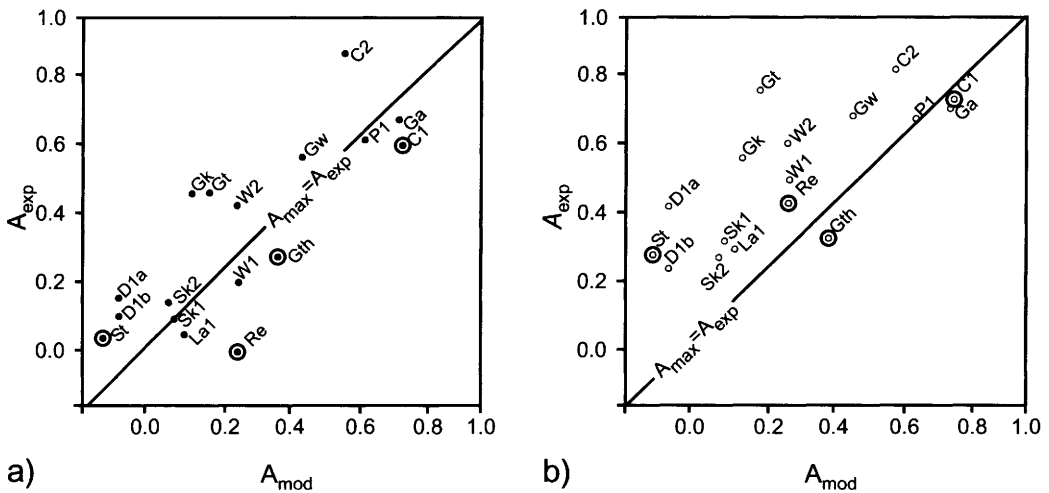 1.0
0.8
0.6
0.4
0.2
0.0
A_exp
0.0 0.2 0.4 0.6 0.8 1.0
A_mod
a)
C2
Ga
P1
C1
Gw
Gk
Gt
W2
A_max=A_exp
Gth
W1
D1a
D1b
Sk2
Sk1
St
La1
Re
1.0
0.8
0.6
0.4
0.2
0.0
A_exp
0.0 0.2 0.4 0.6 0.8 1.0
A_mod
b)
C2
Gt
C1
Gw
P1
Ga
W2
Gk
W1
Re
D1a
Gth
St
Sk1
D1b
La1
Sk2
A_max=A_exp